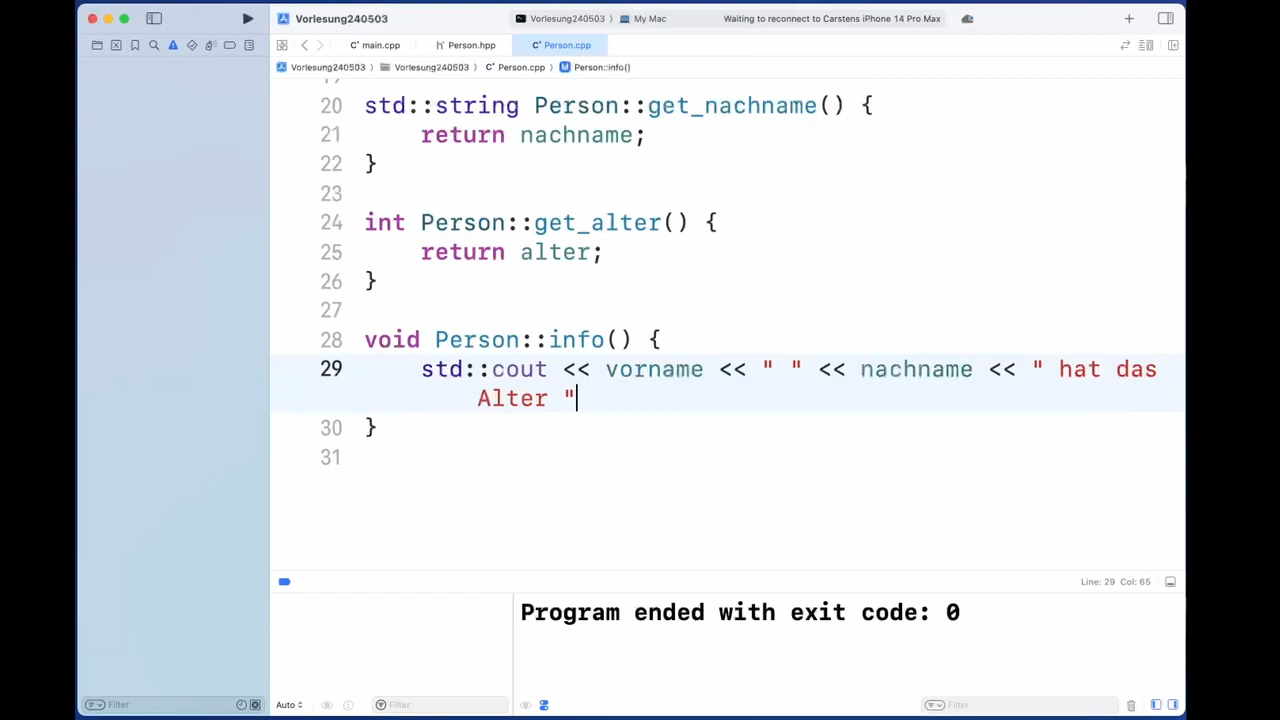 Vorlesung240503
Vorlesung240503 〉 My Mac
Waiting to reconnect to Carstens iPhone 14 Pro Max
main.cpp
Person.hpp
Person.cpp
Vorlesung240503 〉 Vorlesung240503 〉 Person.cpp 〉 M Person::info()
20 std::string Person::get_nachname() {
21 return nachname;
22 }
23
24 int Person::get_alter() {
25 return alter;
26 }
27
28 void Person::info() {
29 std::cout << vorname << " " << nachname << " hat das
Alter "
30 }
31
Line: 29 Col: 65
Program ended with exit code: 0
Filter
Auto
Filter
Filter